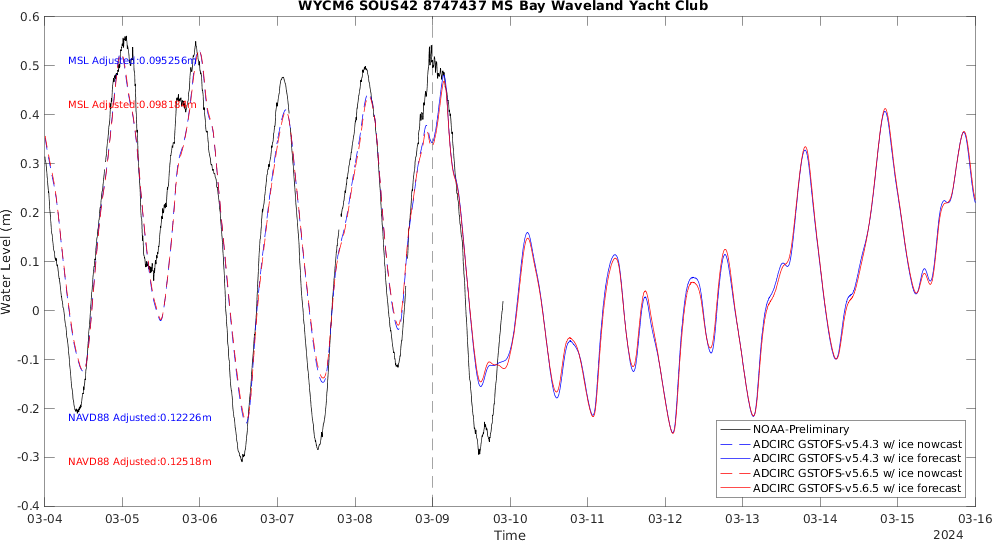 WYCM6 SOUS42 8747437 MS Bay Waveland Yacht Club
0.6
0.5
0.4
0.3
0.2
0.1
0
-0.1
-0.2
-0.3
-0.4
Water Level (m)
MSL Adjusted:0.095256m
MSL Adjusted:0.09818 m
NAVD88 Adjusted:0.12226m
NAVD88 Adjusted:0.12518m
NOAA-Preliminary
ADCIRC GSTOFS-v5.4.3 w/ ice nowcast
ADCIRC GSTOFS-v5.4.3 w/ ice forecast
ADCIRC GSTOFS-v5.6.5 w/ ice nowcast
ADCIRC GSTOFS-v5.6.5 w/ ice forecast
03-04 03-05 03-06 03-07 03-08 03-09 03-10 03-11 03-12 03-13 03-14 03-15 03-16
Time
2024